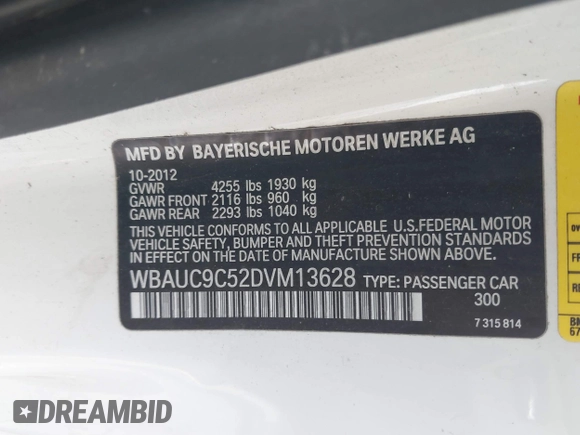 MFD BY BAYERISCHE MOTOREN WERKE AG
10-2012
GVWR 4255 lbs 1930 kg
GAWR FRONT 2116 lbs 960 kg
GAWR REAR 2293 lbs 1040 kg
THIS VEHICLE CONFORMS TO ALL APPLICABLE U.S.FEDERAL MOTOR
VEHICLE SAFETY, BUMPER AND THEFT PREVENTION STANDARDS
IN EFFECT ON THE DATE OF MANUFACTURE SHOWN ABOVE.
WBAUC9C52DVM13628 TYPE: PASSENGER CAR
300
7 315 814
DREAMBID